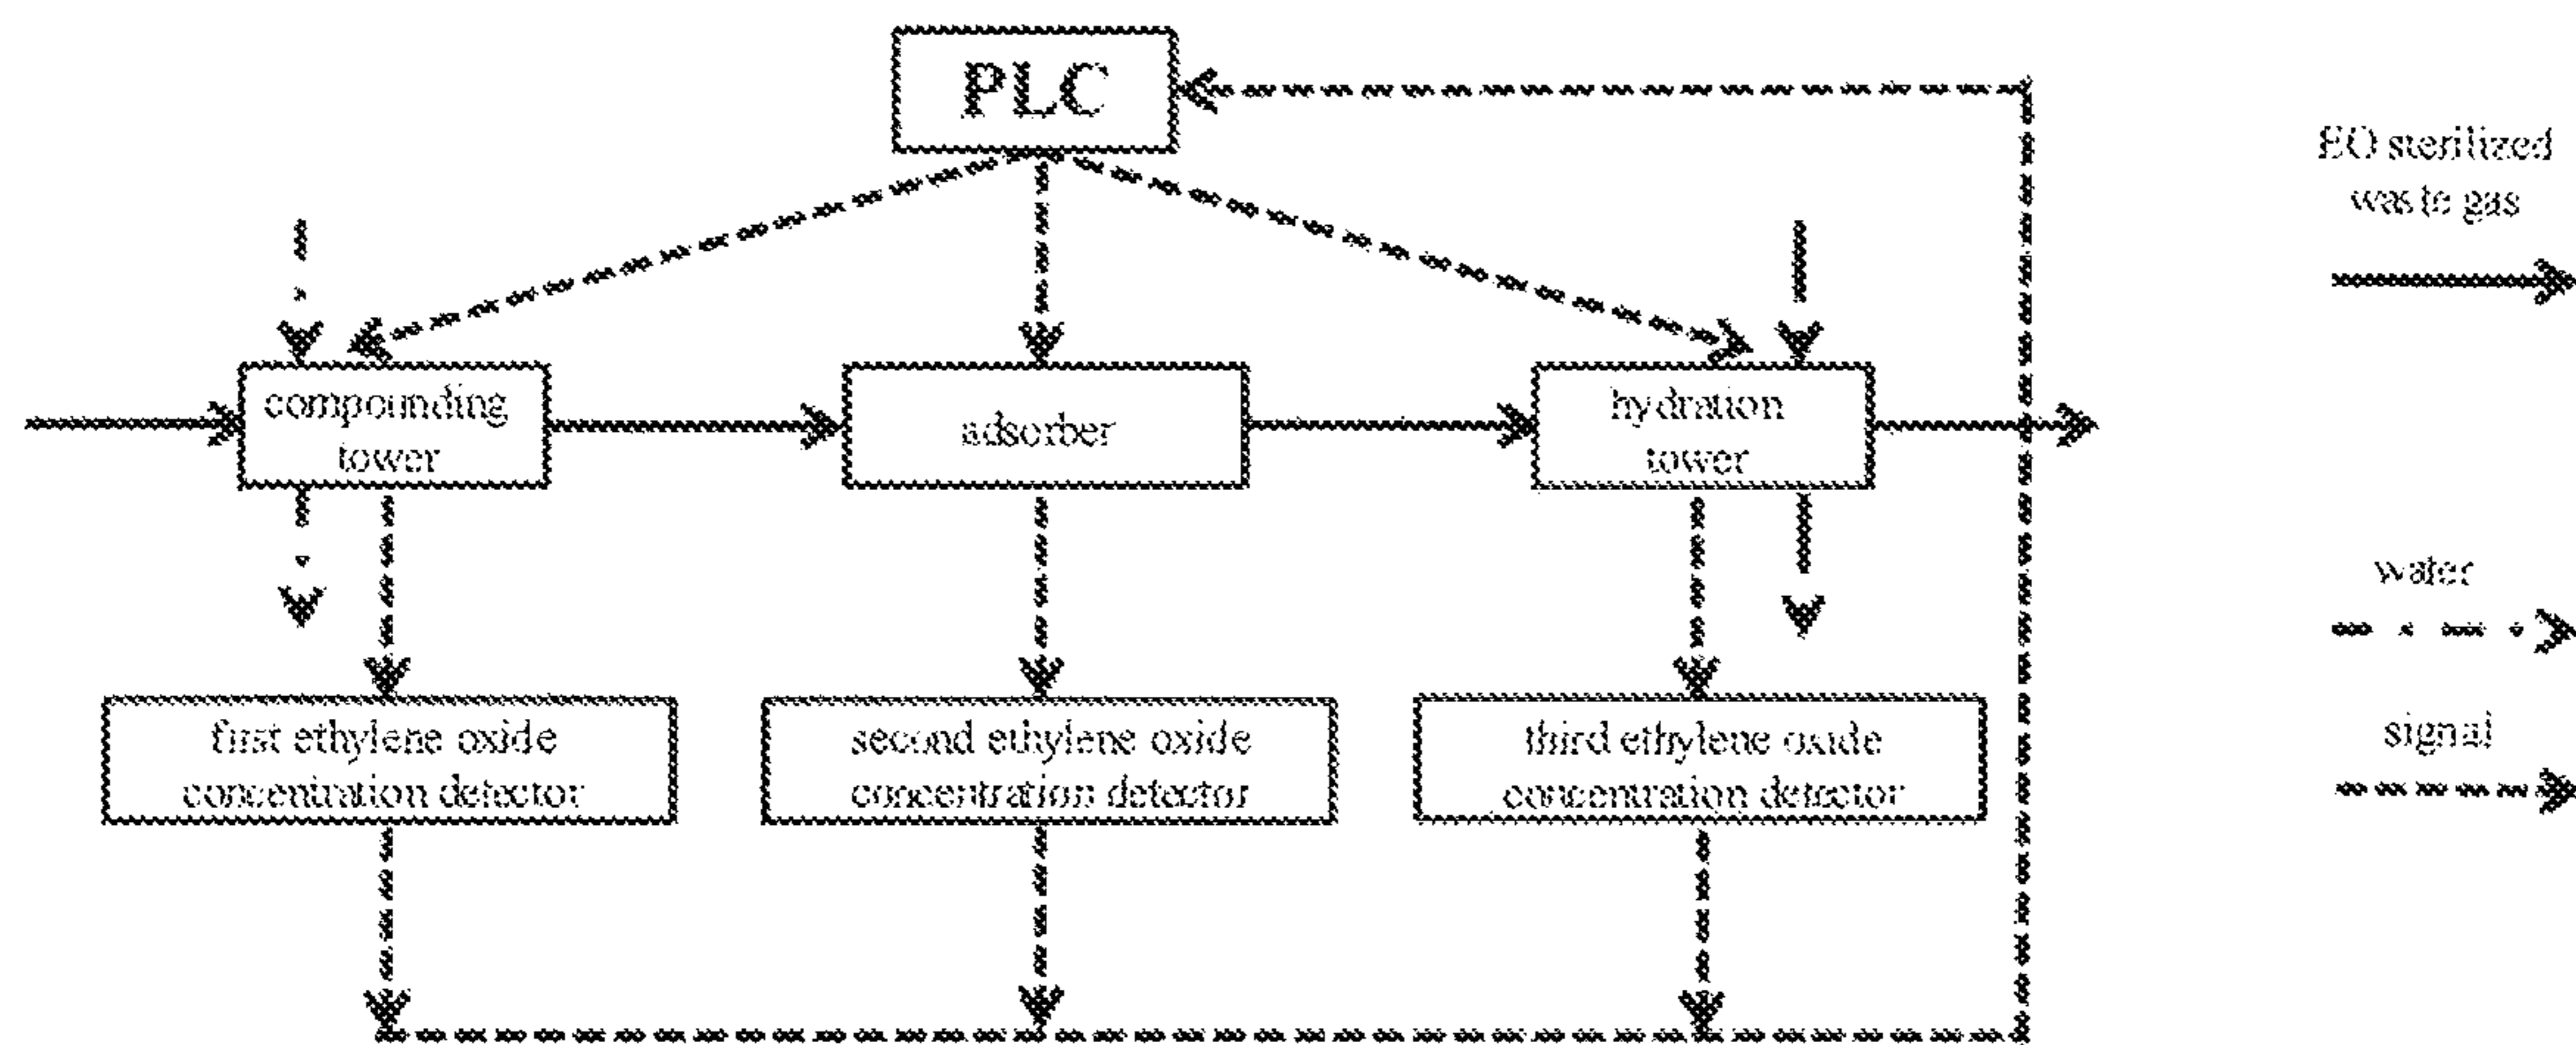 PLC
EO sterilized
waste gas
compounding
tower
adsorber
hydration
tower
water
signal
first ethylene oxide
concentration detector
second ethylene oxide
concentration detector
third ethylene oxide
concentration detector